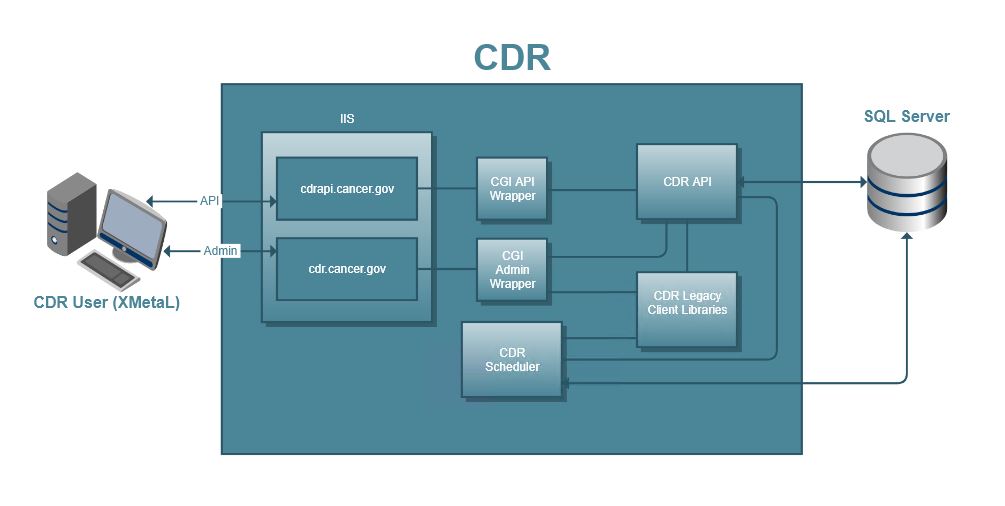 CDR
IIS
SQL Server
cdrapi.cancer.gov
CGI API
Wrapper
CDR API
API
Admin
cdr.cancer.gov
CGI
Admin
Wrapper
CDR User (XMetaL)
CDR Legacy
Client Libraries
CDR
Scheduler